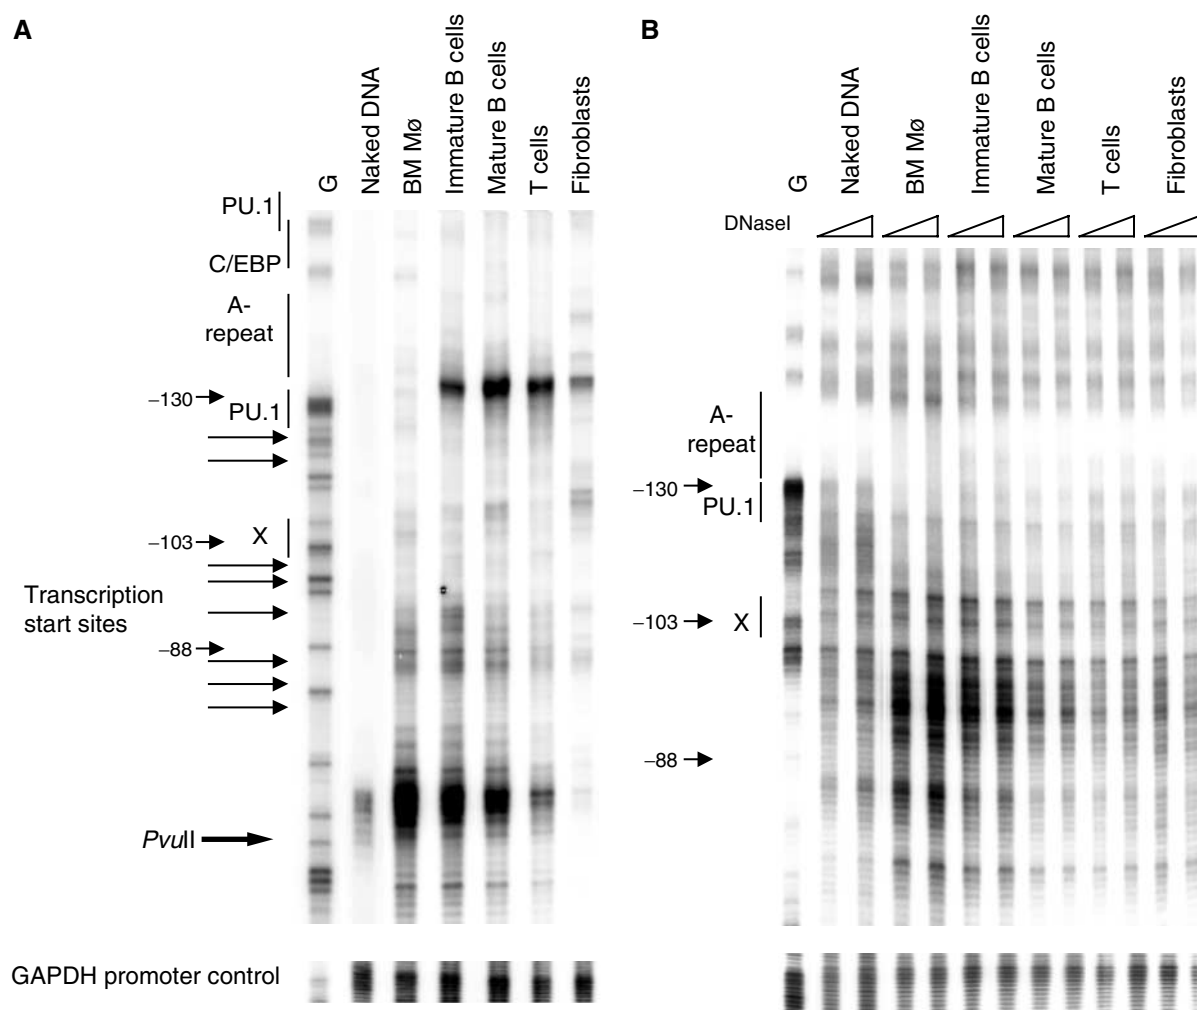 A
G
Naked DNA
BM Mø
Immature B cells
Mature B cells
T cells
Fibroblasts
PU.1
C/EBP
A-
repeat
–130
PU.1
–103
X
Transcription
start sites
–88
PvuII
GAPDH promoter control
B
G
Naked DNA
BM Mø
Immature B cells
Mature B cells
T cells
Fibroblasts
DNaseI
A-
repeat
–130
PU.1
–103
X
–88